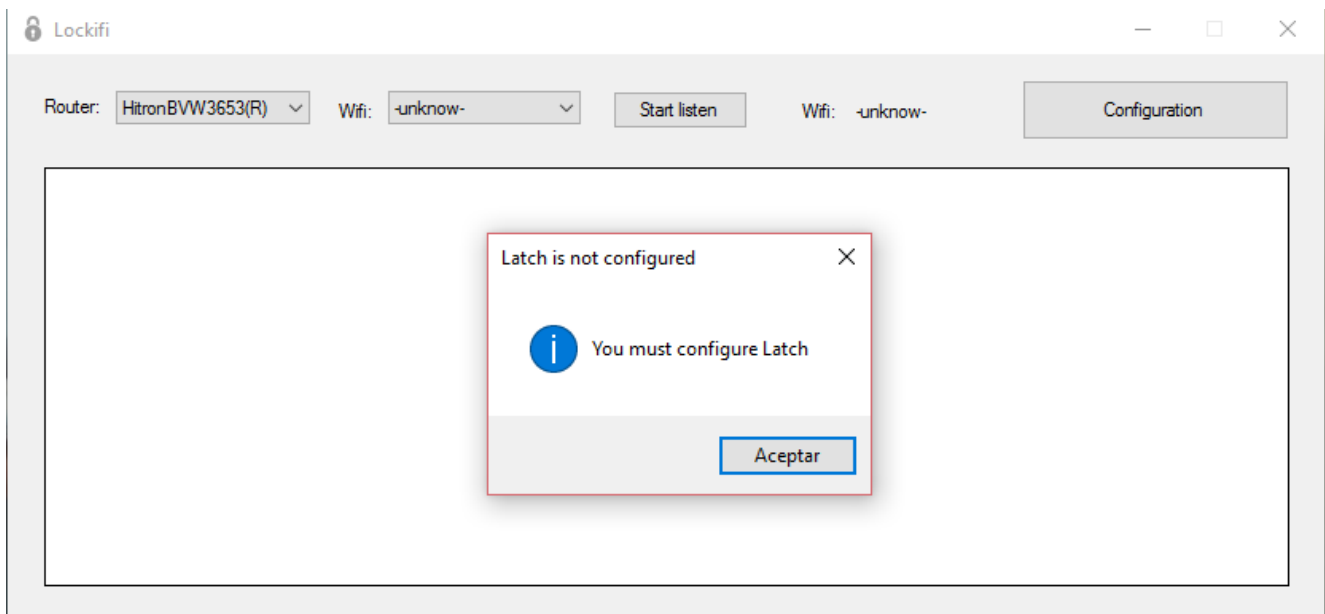 Lockifi
Router: HitronBVW3653(R) Wifi: -unknow- Start listen Wifi: -unknow- Configuration
Latch is not configured
You must configure Latch
Aceptar